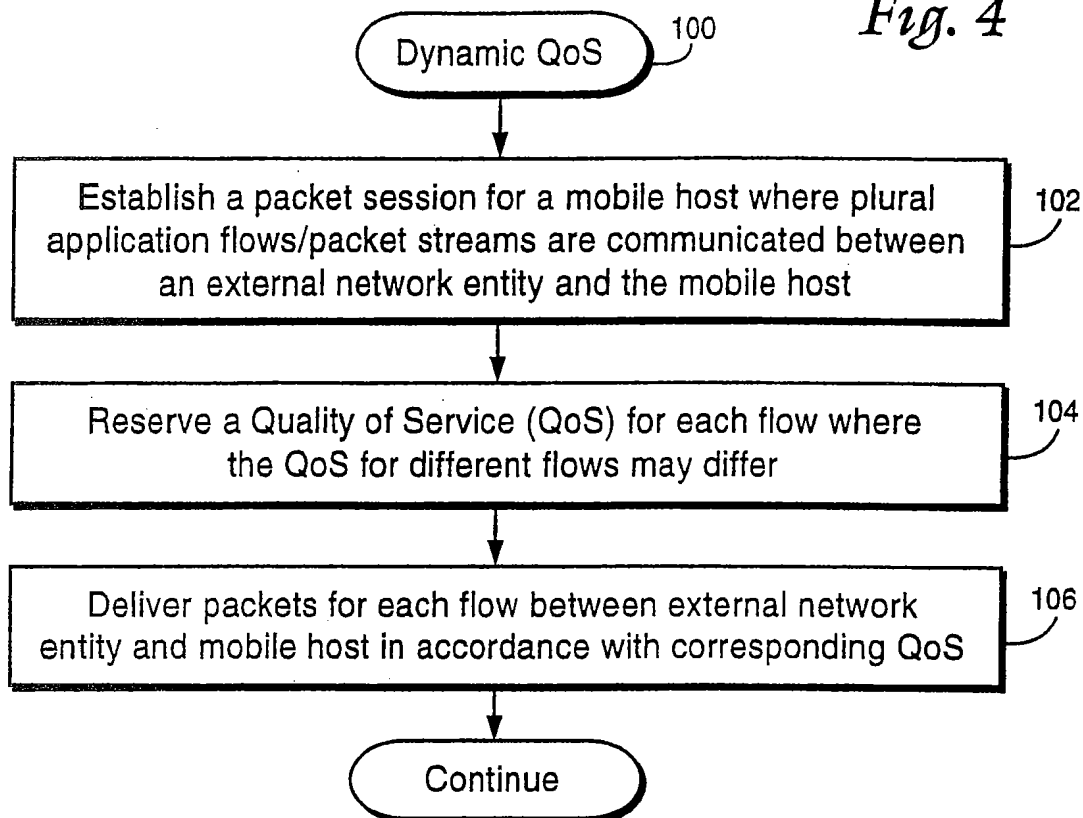 Fig. 4
Dynamic QoS
100
Establish a packet session for a mobile host where plural
application flows/packet streams are communicated between
an external network entity and the mobile host
102
Reserve a Quality of Service (QoS) for each flow where
the QoS for different flows may differ
104
Deliver packets for each flow between external network
entity and mobile host in accordance with corresponding QoS
106
Continue